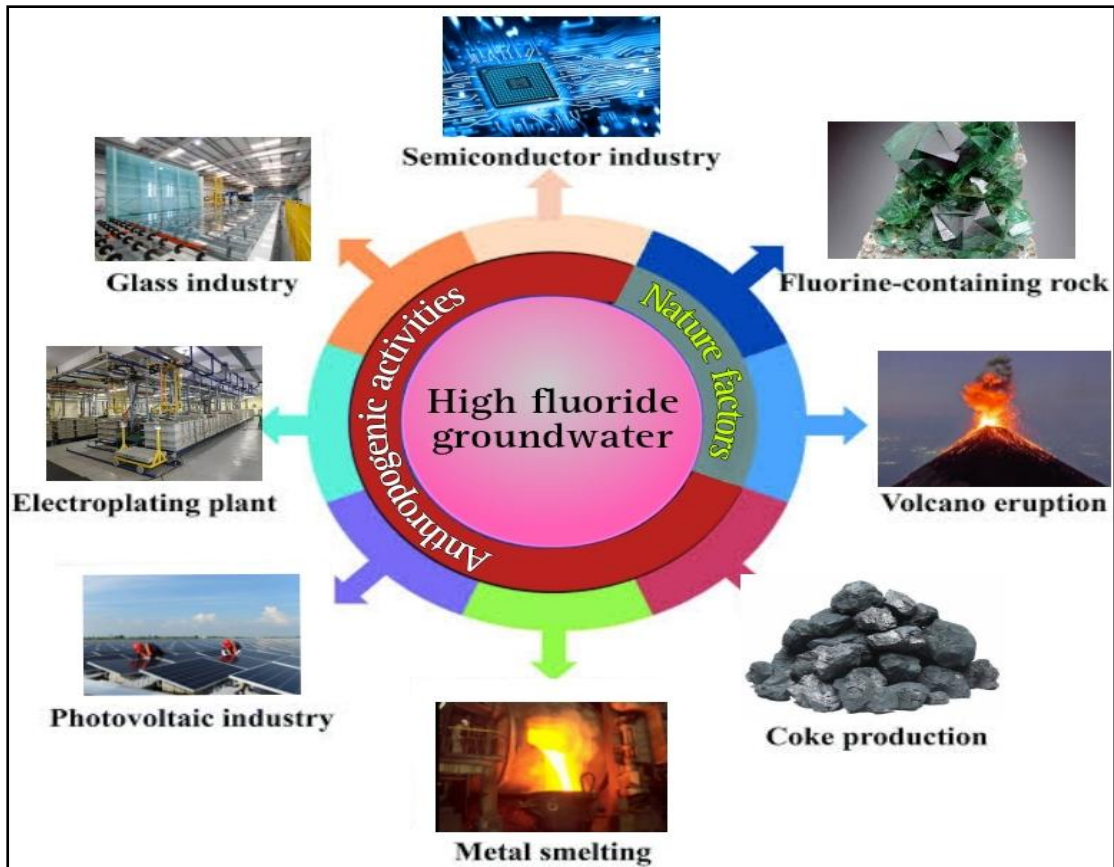 Semiconductor industry
Glass industry
Fluorine-containing rock
Anthropogenic activities
Nature factors
High fluoride
groundwater
Electroplating plant
Volcano eruption
Photovoltaic industry
Coke production
Metal smelting